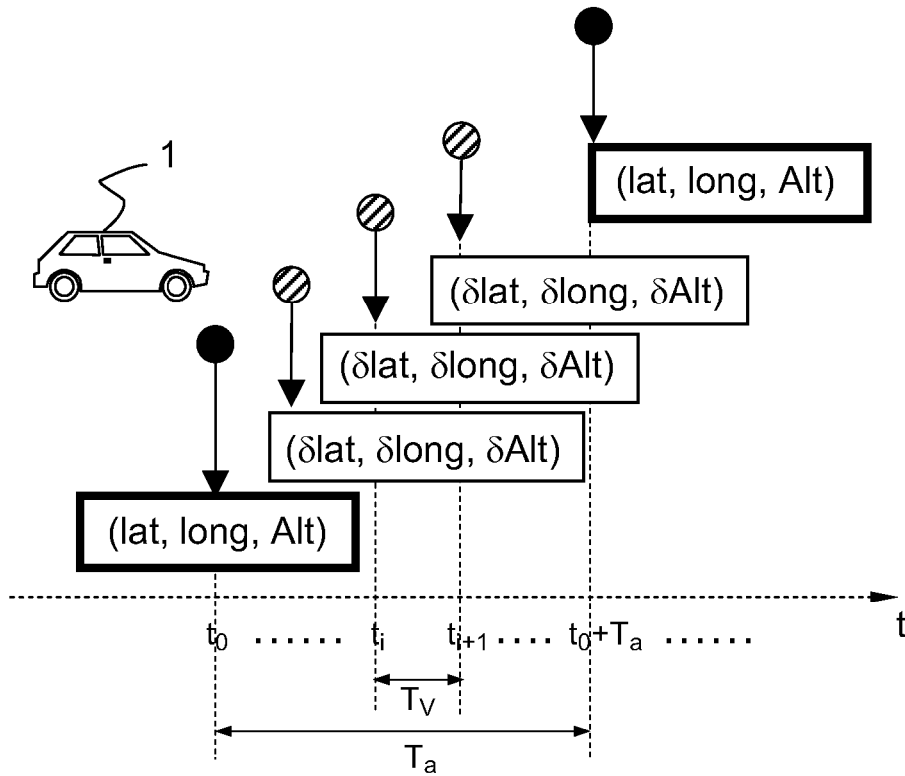 1
(lat, long, Alt)
(δlat, δlong, δAlt)
(δlat, δlong, δAlt)
(δlat, δlong, δAlt)
(lat, long, Alt)
t
t₀ ...... tᵢ tᵢ₊₁ .... t₀+Tₐ ......
T_V
Tₐ